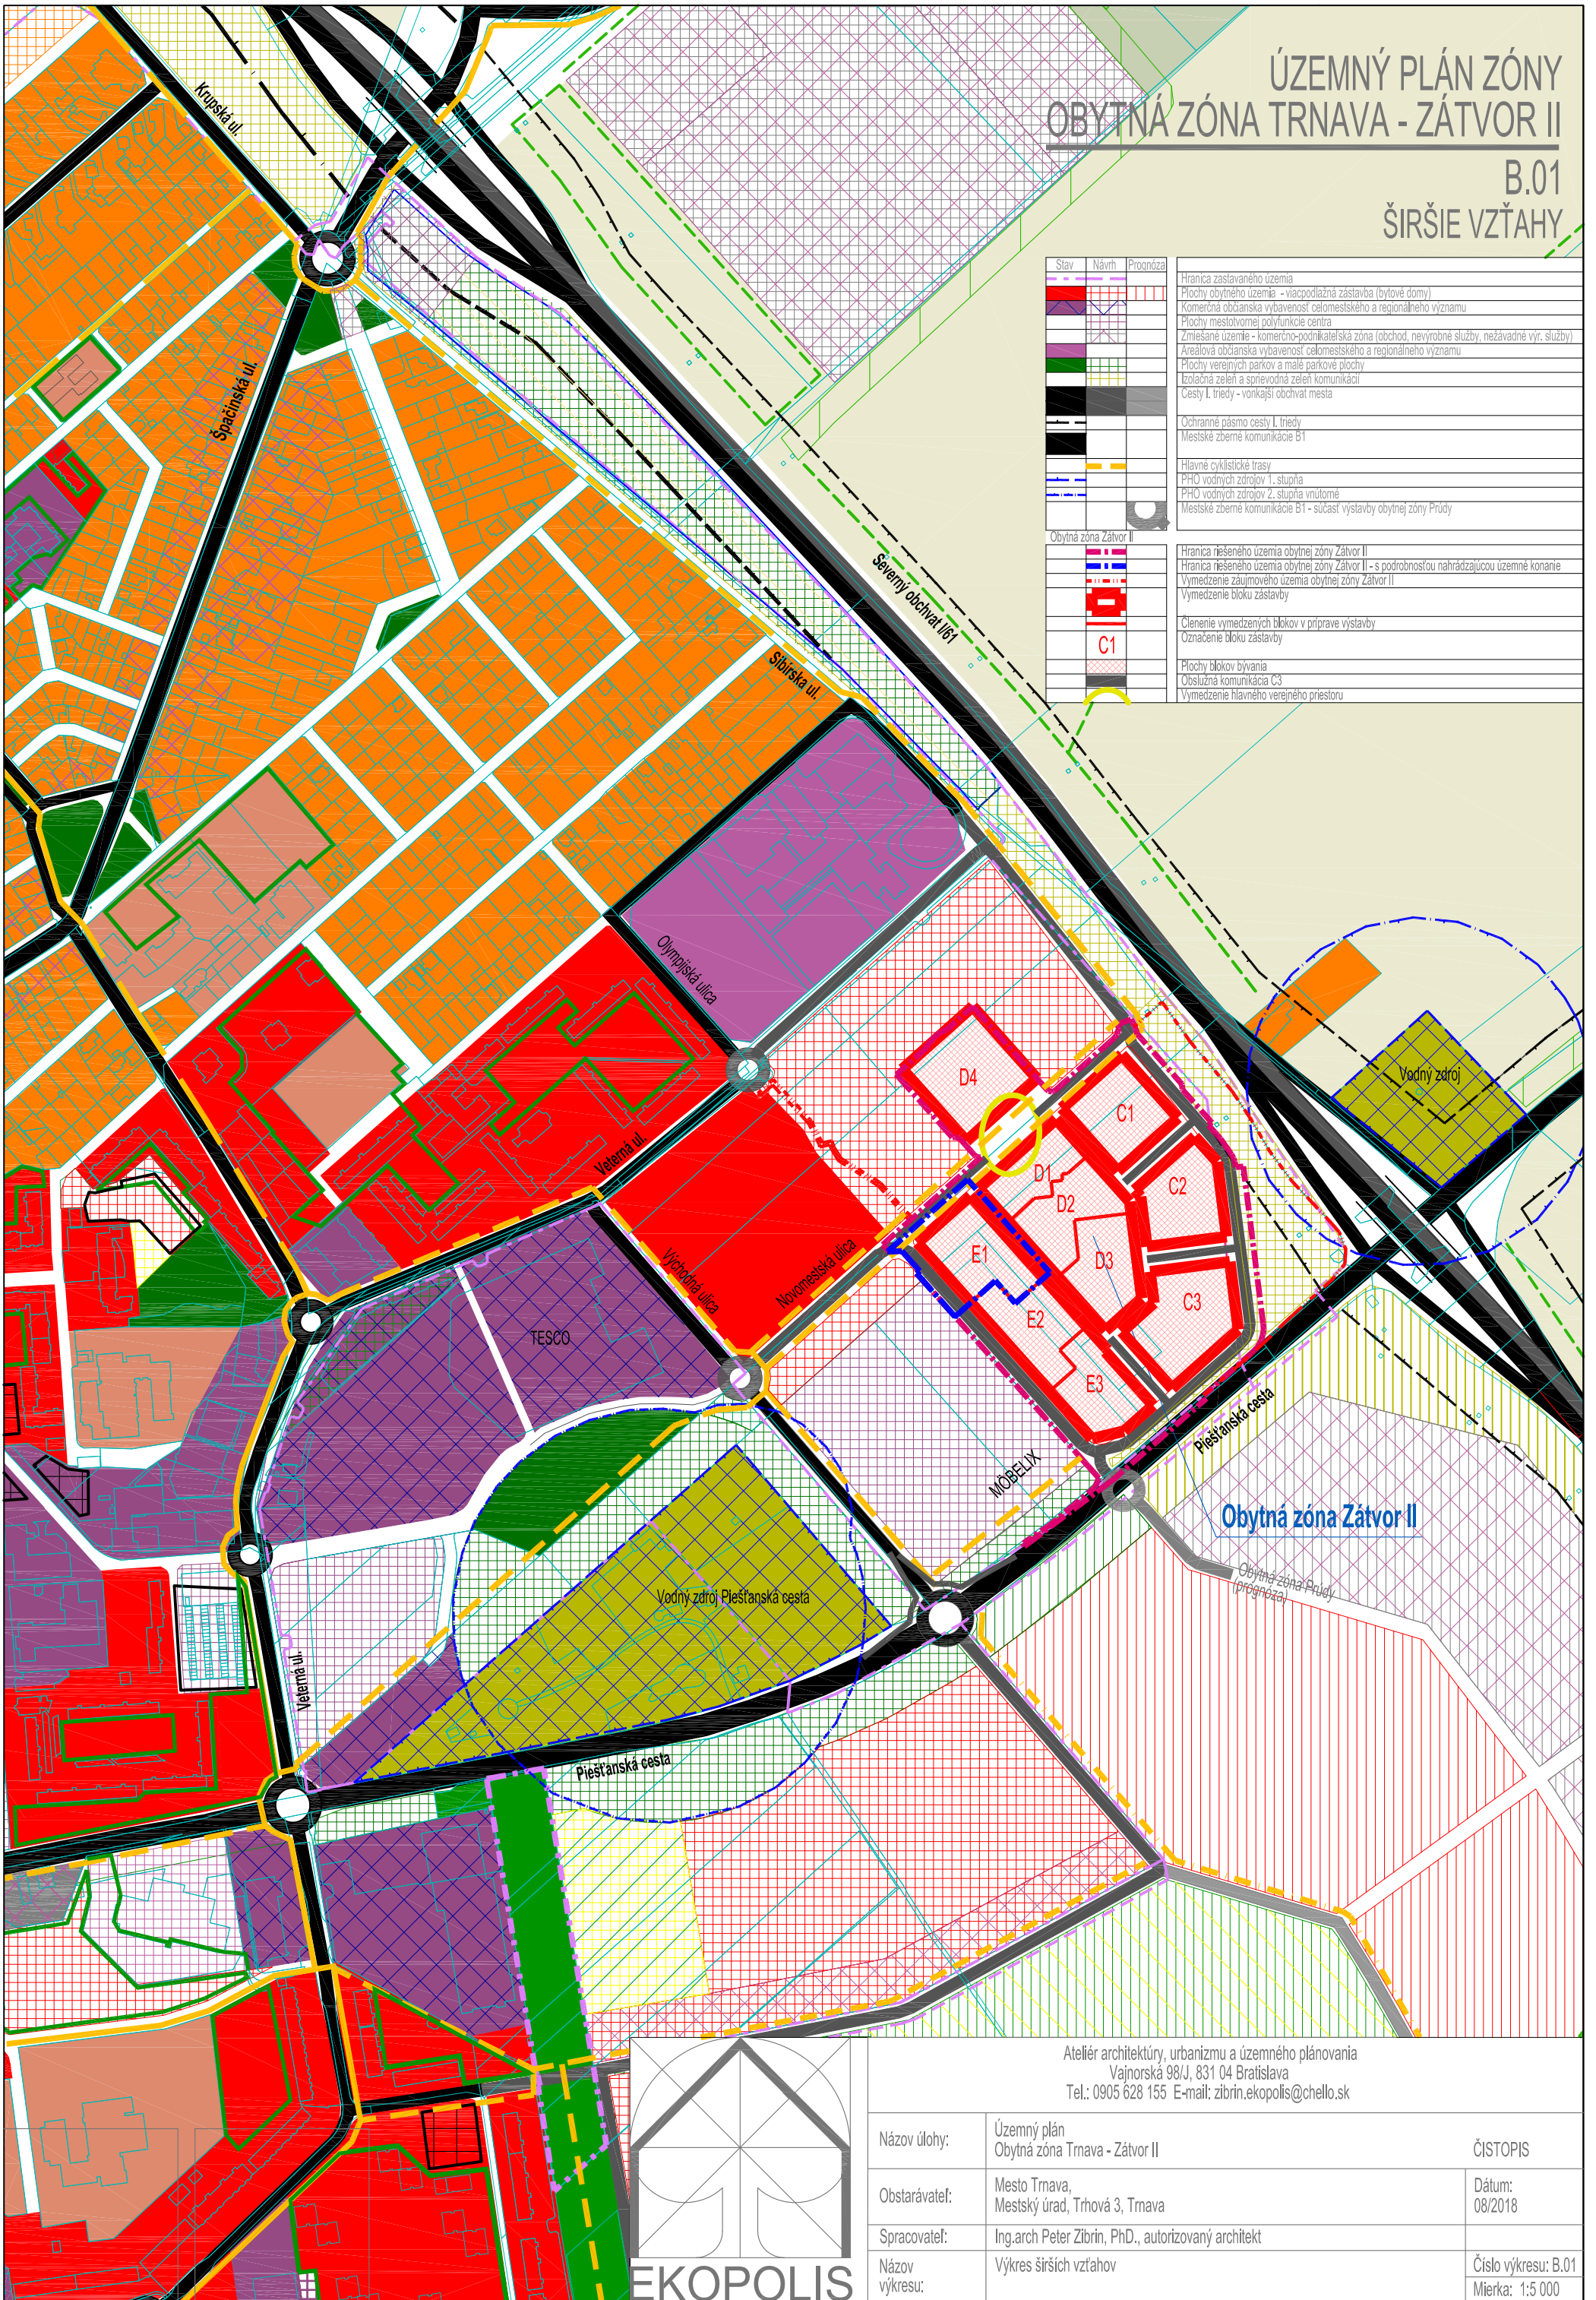 ÚZEMNÝ PLÁN ZÓNY
OBYTNÁ ZÓNA TRNAVA - ZÁTVOR II
B.01
ŠIRŠIE VZŤAHY
Stav Návrh Prognóza
Hranica zastavaného územia
Plochy obytného územia - viacpodlažná zástavba (bytové domy)
Komerčná občianska vybavenosť celomestského a regionálneho významu
Plochy mestotvornej polyfunkcie centra
Zmiešané územie - komerčno-podnikateľská zóna (obchod, nevýrobné služby, nezávadné výr. služby)
Areálová občianska vybavenosť celomestského a regionálneho významu
Plochy verejných parkov a malé parkové plochy
Izolačná zeleň a sprievodná zeleň komunikácií
Cesty I. triedy - vonkajší obchvat mesta
Ochranné pásmo cesty I. triedy
Mestské zberné komunikácie B1
Hlavné cyklistické trasy
PHO vodných zdrojov 1. stupňa
PHO vodných zdrojov 2. stupňa vnútorné
Mestské zberné komunikácie B1 - súčasť výstavby obytnej zóny Prúdy
Obytná zóna Zátvor II
Hranica riešeného územia obytnej zóny Zátvor II
Hranica riešeného územia obytnej zóny Zátvor II - s podrobnosťou nahrádzajúcou územné konanie
Vymedzenie záujmového územia obytnej zóny Zátvor II
Vymedzenie bloku zástavby
Členenie vymedzených blokov v príprave výstavby
C1
Označenie bloku zástavby
Plochy blokov bývania
Obslužná komunikácia C3
Vymedzenie hlavného verejného priestoru
Krupská ul.
Špačinská ul.
Severný obchvat I/61
Sibírska ul.
Olympijská ulica
Veterná ul.
Východná ulica
Novomestská ulica
TESCO
D4
C1
D1
D2
C2
E1
D3
E2
C3
E3
Vodný zdroj
MÖBELIX
Piešťanská cesta
Obytná zóna Zátvor II
Obytná zóna Prúdy
(prognóza)
Vodný zdroj Piešťanská cesta
Veterná ul.
Piešťanská cesta
EKOPOLIS
Ateliér architektúry, urbanizmu a územného plánovania
Vajnorská 98/J, 831 04 Bratislava
Tel.: 0905 628 155 E-mail: zibrin.ekopolis@chello.sk
Názov úlohy:
Územný plán
Obytná zóna Trnava - Zátvor II
ČISTOPIS
Obstarávateľ:
Mesto Trnava,
Mestský úrad, Trhová 3, Trnava
Dátum:
08/2018
Spracovateľ:
Ing.arch Peter Zibrin, PhD., autorizovaný architekt
Názov
výkresu:
Výkres širších vzťahov
Číslo výkresu: B.01
Mierka: 1:5 000